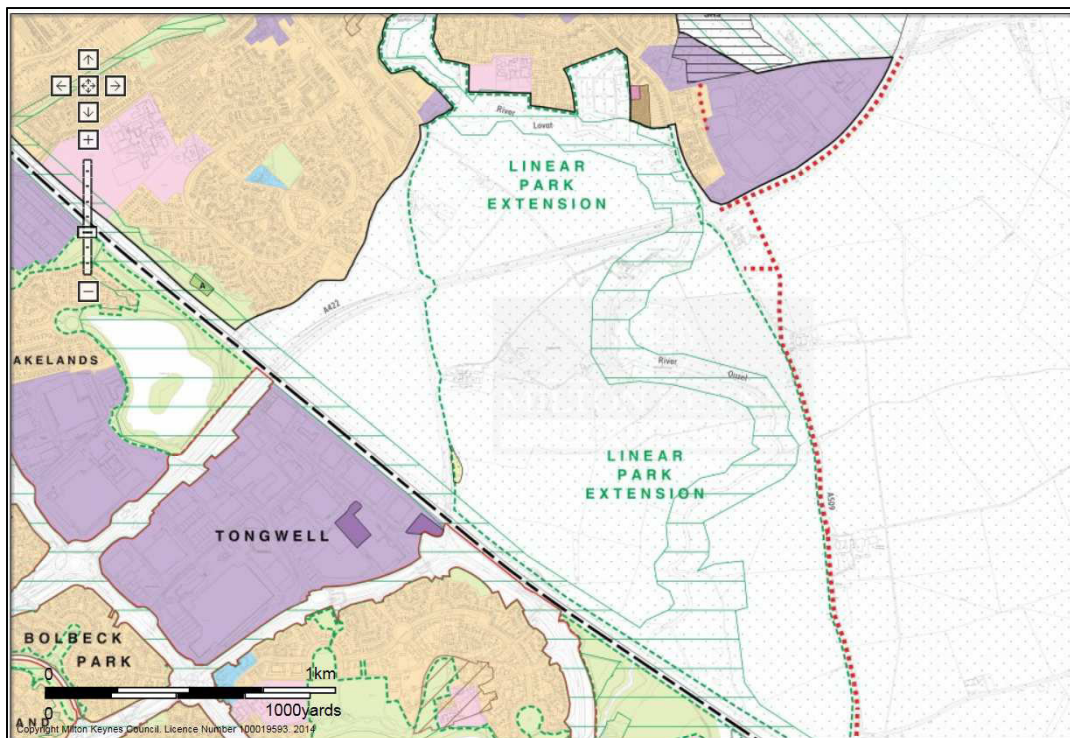 River
Lovat
LINEAR
PARK
EXTENSION
A422
A
AKELANDS
River
Ouzel
LINEAR
PARK
EXTENSION
A509
TONGWELL
BOLBECK
PARK
0
1km
0
1000yards
AND
Copyright Milton Keynes Council. Licence Number 100019593. 2014